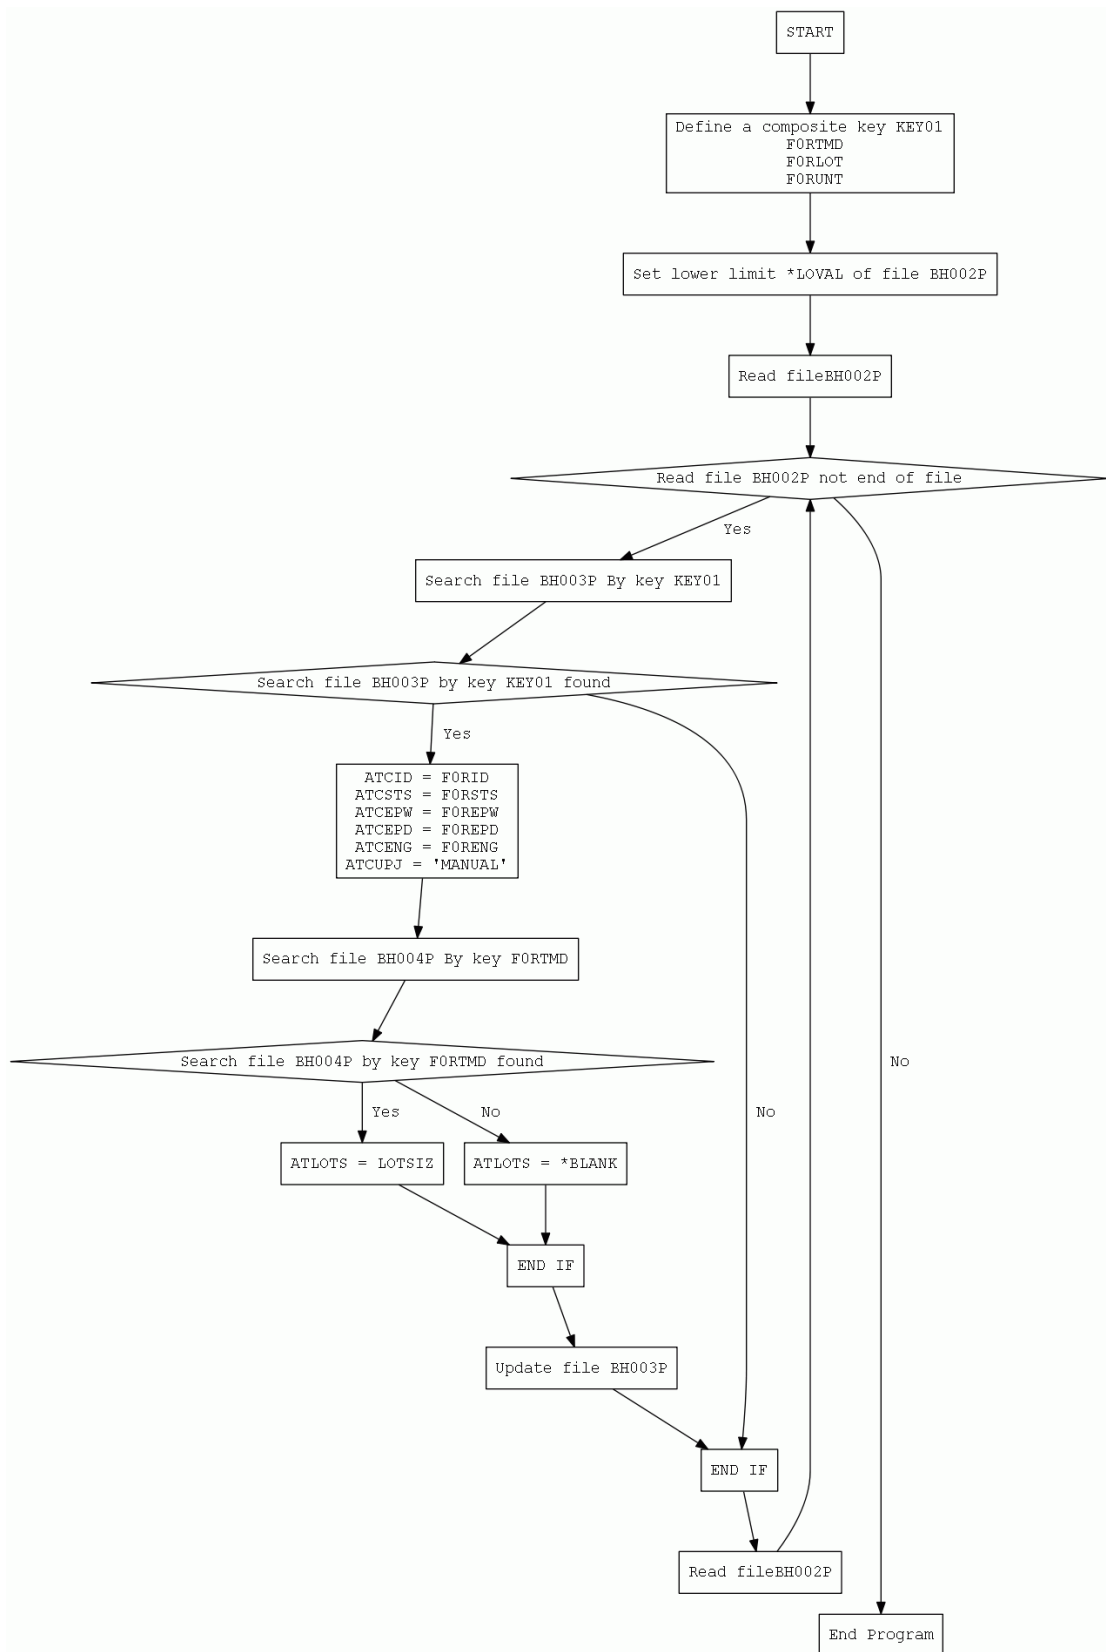 START
Define a composite key KEY01
F0RTMD
F0RLOT
F0RUNT
Set lower limit *LOVAL of file BH002P
Read fileBH002P
Read file BH002P not end of file
Yes
Search file BH003P By key KEY01
Search file BH003P by key KEY01 found
Yes
ATCID = F0RID
ATCSTS = F0RSTS
ATCEPW = F0REPW
ATCEPD = F0REPD
ATCENG = F0RENG
ATCUPJ = 'MANUAL'
Search file BH004P By key F0RTMD
Search file BH004P by key F0RTMD found
No
Yes
No
No
ATLOTS = LOTSIZ
ATLOTS = *BLANK
END IF
Update file BH003P
END IF
Read fileBH002P
End Program